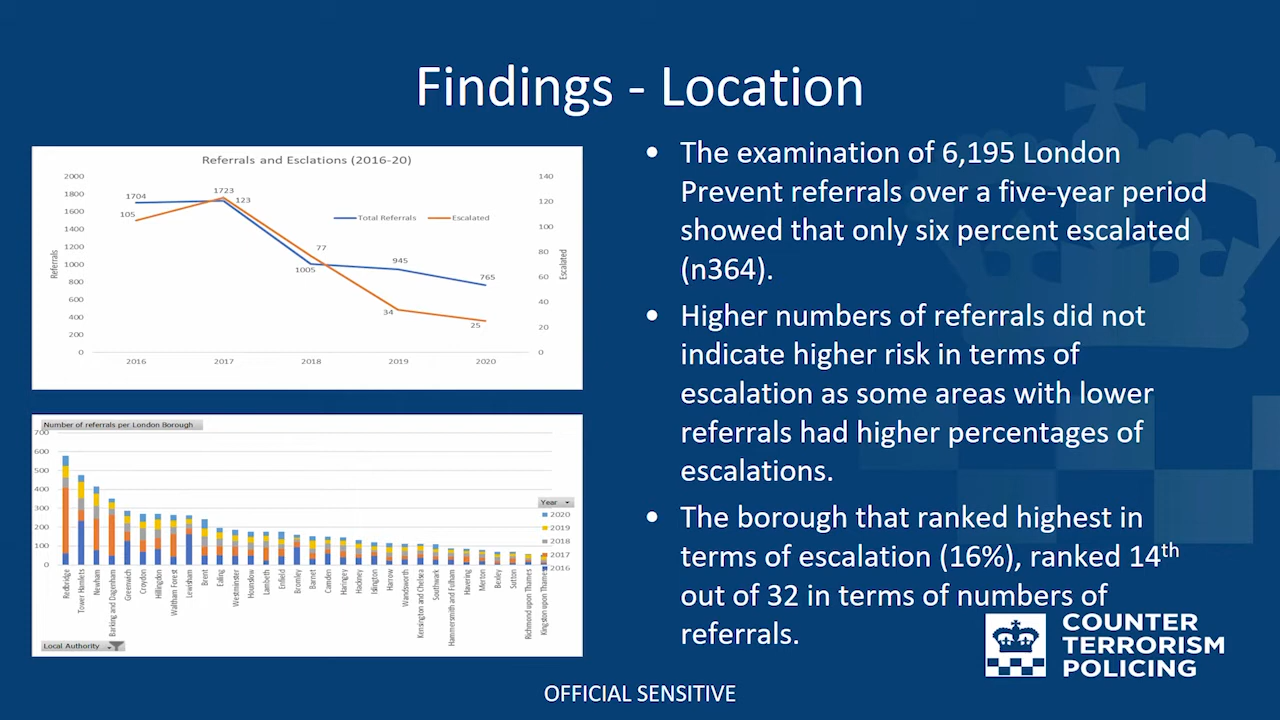 Findings - Location
Referrals and Esclations (2016-20)
2000
1800
1600
1400
1200
1000
800
600
400
200
0
Referrals
140
120
100
80
60
40
20
0
Escalated
1704
105
1723
123
77
1005
945
34
765
25
Total Referrals
Escalated
2016
2017
2018
2019
2020
Number of referrals per London Borough
700
600
500
400
300
200
100
0
Year
2020
2019
2018
2017
2016
Redbridge
Tower Hamlets
Newham
Barking and Dagenham
Greenwich
Croydon
Hillingdon
Waltham Forest
Lewisham
Brent
Ealing
Westminster
Hounslow
Lambeth
Enfield
Bromley
Barnet
Camden
Haringey
Hackney
Islington
Harrow
Wandsworth
Kensington and Chelsea
Southwark
Hammersmith and Fulham
Havering
Merton
Bexley
Sutton
Richmond upon Thames
Kingston upon Thames
Local Authority
• The examination of 6,195 London
Prevent referrals over a five-year period
showed that only six percent escalated
(n364).
• Higher numbers of referrals did not
indicate higher risk in terms of
escalation as some areas with lower
referrals had higher percentages of
escalations.
• The borough that ranked highest in
terms of escalation (16%), ranked 14th
out of 32 in terms of numbers of
referrals.
COUNTER
TERRORISM
POLICING
OFFICIAL SENSITIVE